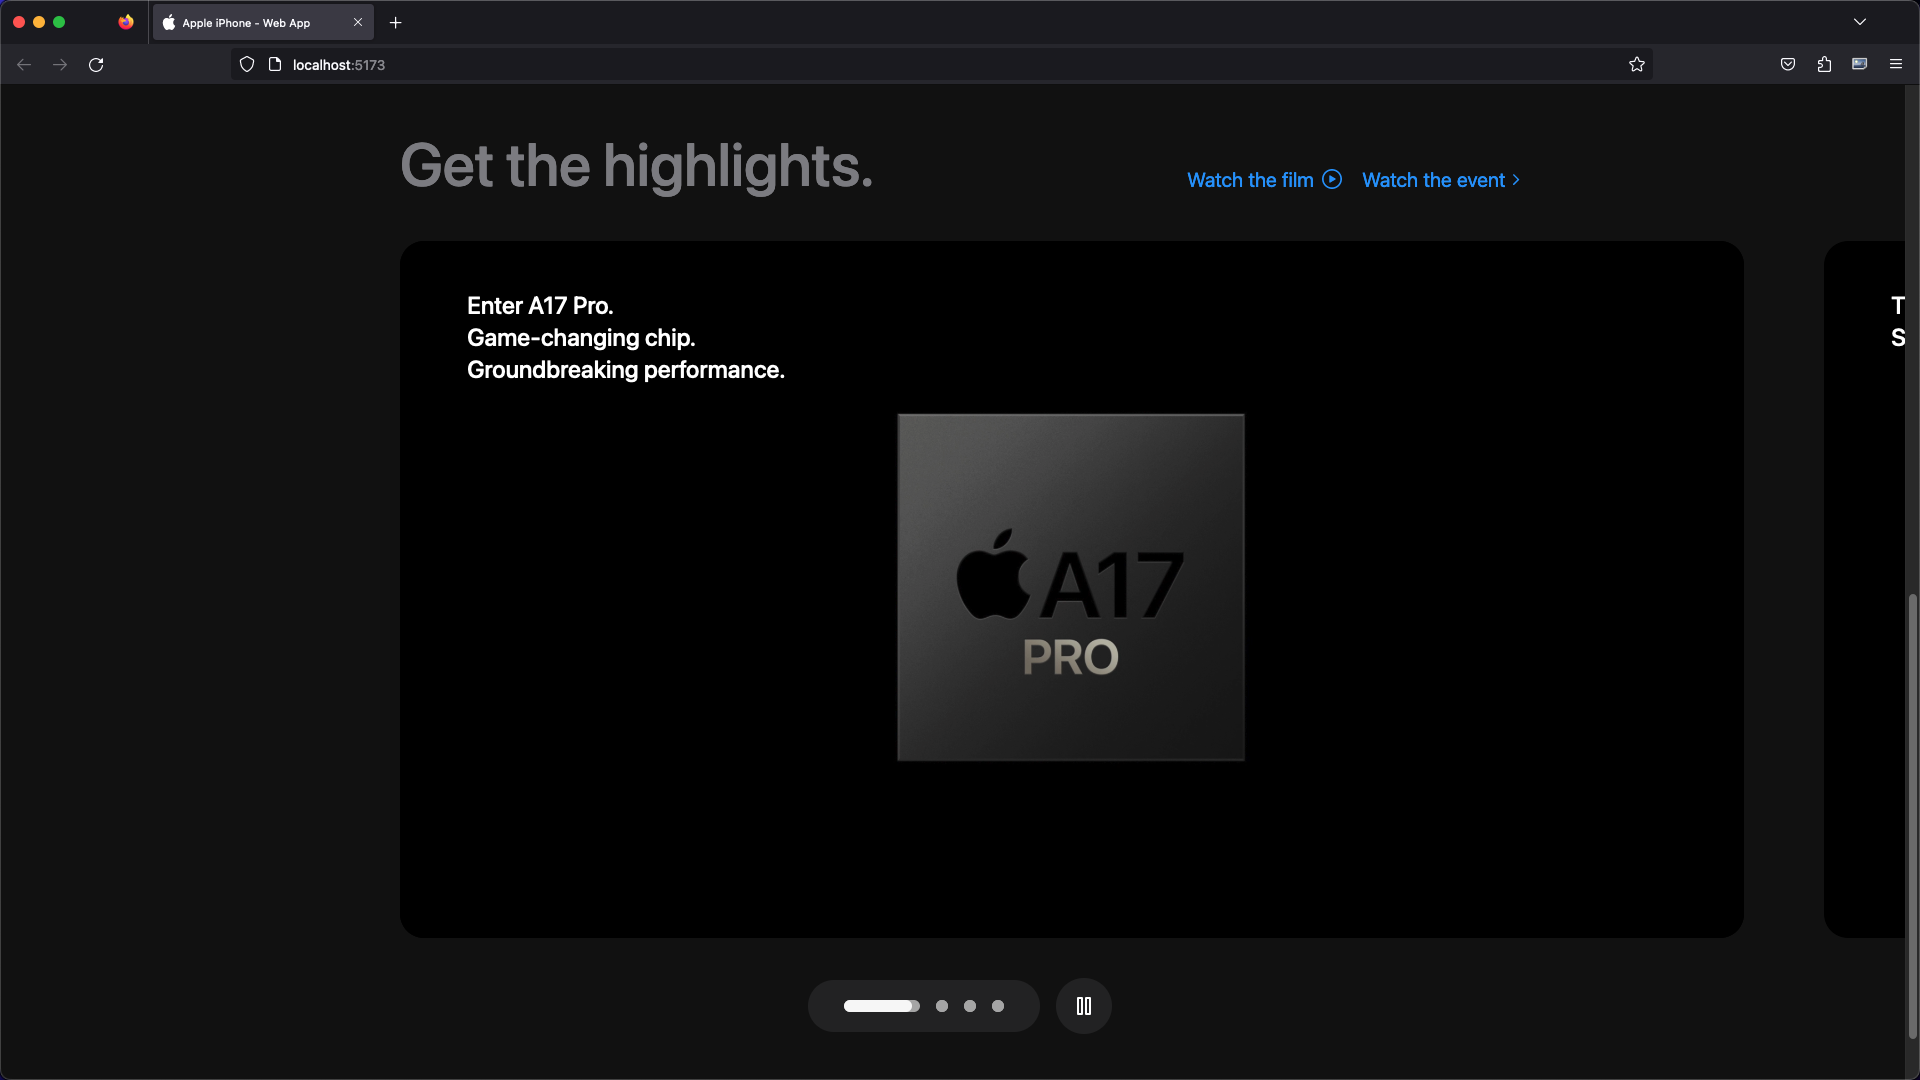 Apple iPhone - Web App
localhost:5173
Get the highlights.
Watch the film
Watch the event
Enter A17 Pro.
Game-changing chip.
Groundbreaking performance.
T
S
A17
PRO